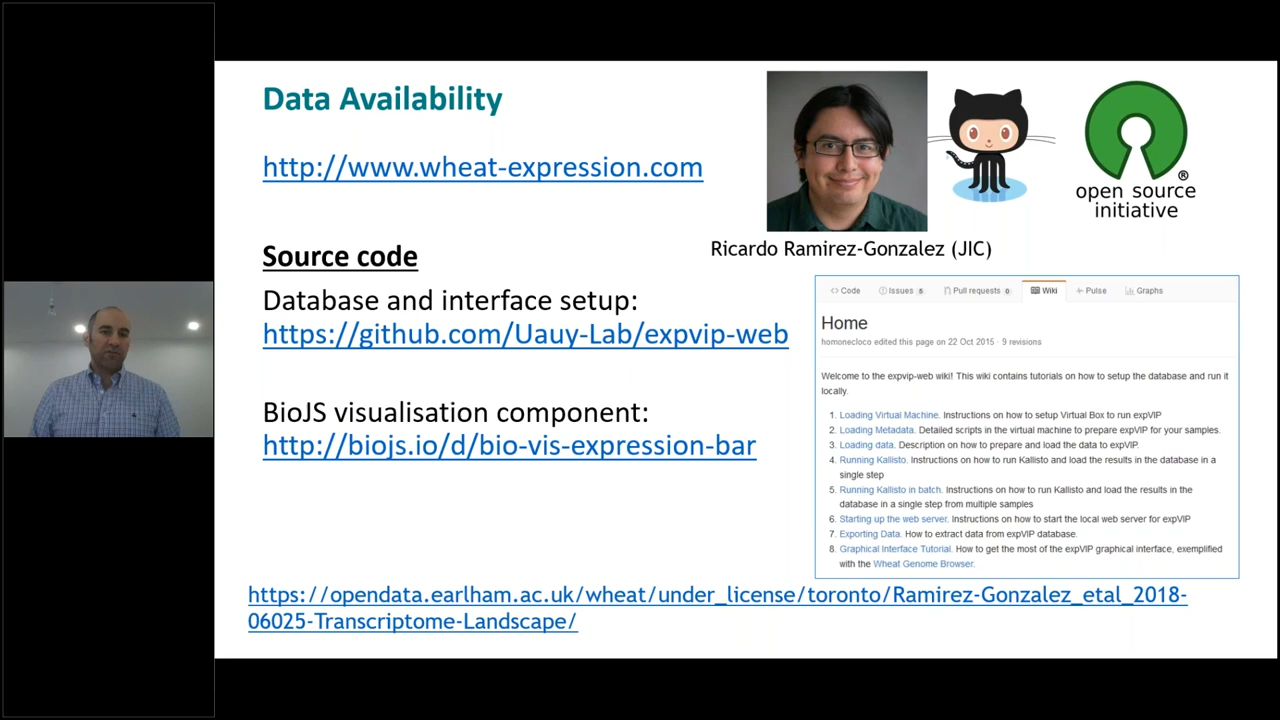 Data Availability
http://www.wheat-expression.com
Source code
Database and interface setup:
https://github.com/Uauy-Lab/expvip-web
BioJS visualisation component:
http://biojs.io/d/bio-vis-expression-bar
open source
initiative
®
Ricardo Ramirez-Gonzalez (JIC)
Code Issues 5 Pull requests 0 Wiki Pulse Graphs
Home
homonecloco edited this page on 22 Oct 2015 · 9 revisions
Welcome to the expvip-web wiki! This wiki contains tutorials on how to setup the database and run it
locally.
1. Loading Virtual Machine. Instructions on how to setup Virtual Box to run expVIP
2. Loading Metadata. Detailed scripts in the virtual machine to prepare expVIP for your samples.
3. Loading data. Description on how to prepare and load the data to expVIP.
4. Running Kallisto. Instructions on how to run Kallisto and load the results in the database in a
single step
5. Running Kallisto in batch. Instructions on how to run Kallisto and load the results in the
database in a single step from multiple samples
6. Starting up the web server. Instructions on how to start the local web server for expVIP
7. Exporting Data. How to extract data from expVIP database.
8. Graphical Interface Tutorial. How to get the most of the expVIP graphical interface, exemplified
with the Wheat Genome Browser.
https://opendata.earlham.ac.uk/wheat/under_license/toronto/Ramirez-Gonzalez_etal_2018-
06025-Transcriptome-Landscape/